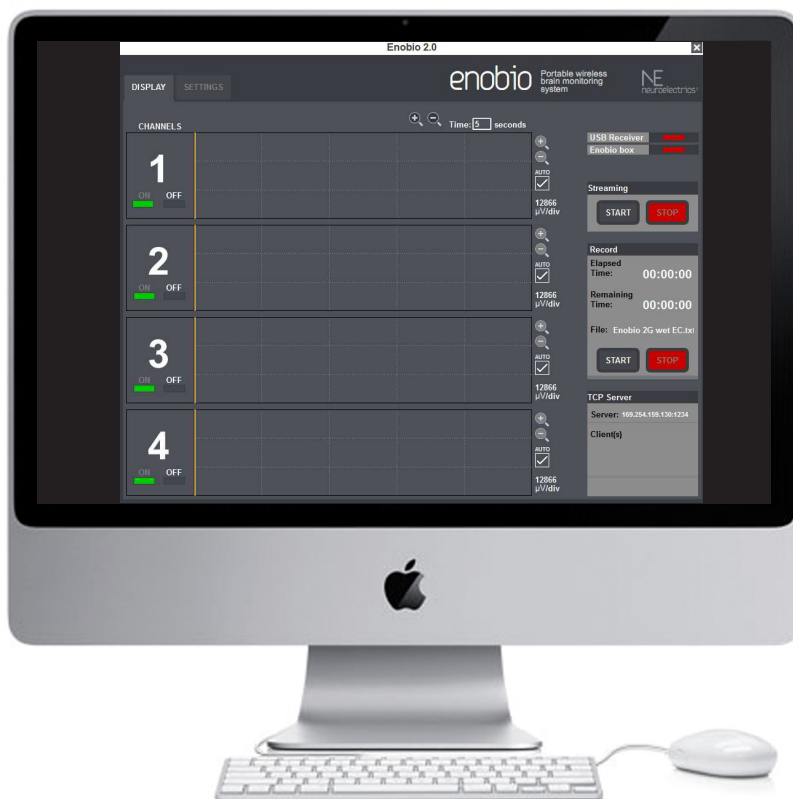 Enobio 2.0
DISPLAY SETTINGS
enobio Portable wireless
brain monitoring
system
NE
neuroelectrics
CHANNELS
Time: 5 seconds
1
ON OFF
AUTO
12866
µV/div
2
ON OFF
AUTO
12866
µV/div
3
ON OFF
AUTO
12866
µV/div
4
ON OFF
AUTO
12866
µV/div
USB Receiver
Enobio box
Streaming
START STOP
Record
Elapsed
Time: 00:00:00
Remaining
Time: 00:00:00
File: Enobio 2G wet EC.txt
START STOP
TCP Server
Server: 169.254.159.130:1234
Client(s)